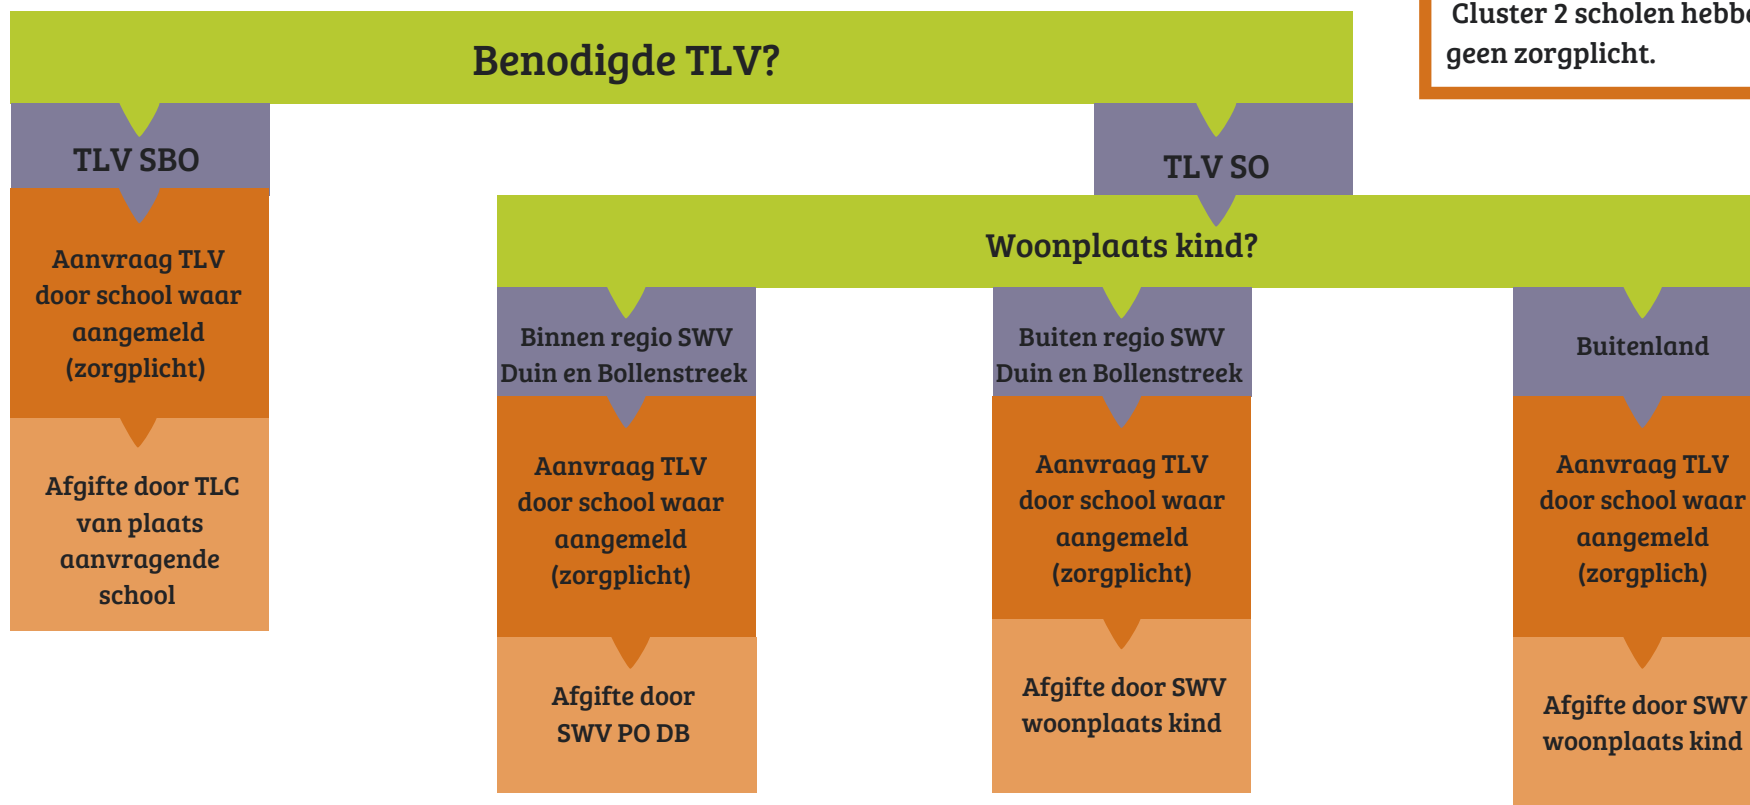 Cluster 2 scholen
geen zorgplicht.
Benodigde TLV?
TLV SBO
TLV SO
Aanvraag TLV
door school waar
aangemeld
(zorgplicht)
Afgifte door TLC
van plaats
aanvragende
school
Woonplaats kind?
Binnen regio SWV
Duin en Bollenstreek
Aanvraag TLV
door school waar
aangemeld
(zorgplicht)
Afgifte door
SWV PO DB
Buiten regio SWV
Duin en Bollenstreek
Aanvraag TLV
door school waar
aangemeld
(zorgplicht)
Afgifte door SWV
woonplaats kind
Buitenland
Aanvraag TLV
door school waar
aangemeld
(zorgplich)
Afgifte door SWV
woonplaats kind